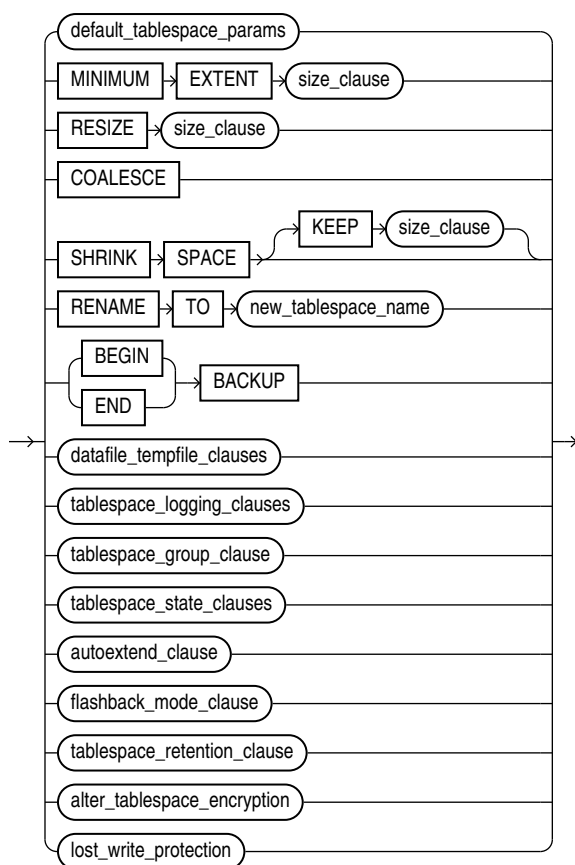 default_tablespace_params
MINIMUM EXTENT size_clause
RESIZE size_clause
COALESCE
KEEP size_clause
SHRINK SPACE
RENAME TO new_tablespace_name
BEGIN
BACKUP
END
datafile_tempfile_clauses
tablespace_logging_clauses
tablespace_group_clause
tablespace_state_clauses
autoextend_clause
flashback_mode_clause
tablespace_retention_clause
alter_tablespace_encryption
lost_write_protection